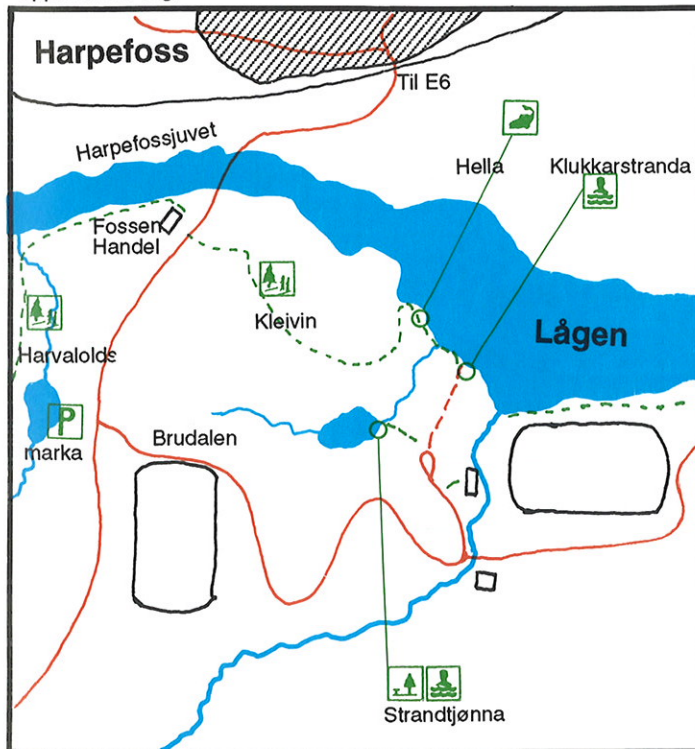 Harpefoss
Til E6
Harpefossjuvet
Hella
Klukkarstranda
Fossen
Handel
Kleivin
Lågen
Harvalolds
P
marka
Brudalen
Strandtjønna